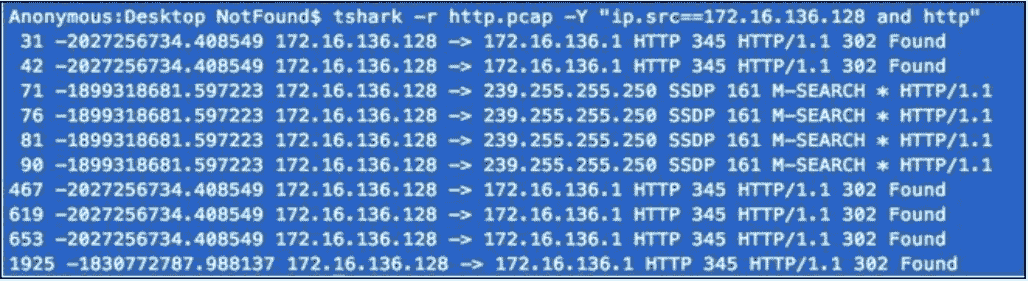 Anonymous:Desktop NotFound$ tshark -r http.pcap -Y "ip.src==172.16.136.128 and http"
31 -2027256734.408549 172.16.136.128 -> 172.16.136.1 HTTP 345 HTTP/1.1 302 Found
42 -2027256734.408549 172.16.136.128 -> 172.16.136.1 HTTP 345 HTTP/1.1 302 Found
71 -1899318681.597223 172.16.136.128 -> 239.255.255.250 SSDP 161 M-SEARCH * HTTP/1.1
76 -1899318681.597223 172.16.136.128 -> 239.255.255.250 SSDP 161 M-SEARCH * HTTP/1.1
81 -1899318681.597223 172.16.136.128 -> 239.255.255.250 SSDP 161 M-SEARCH * HTTP/1.1
90 -1899318681.597223 172.16.136.128 -> 239.255.255.250 SSDP 161 M-SEARCH * HTTP/1.1
467 -2027256734.408549 172.16.136.128 -> 172.16.136.1 HTTP 345 HTTP/1.1 302 Found
619 -2027256734.408549 172.16.136.128 -> 172.16.136.1 HTTP 345 HTTP/1.1 302 Found
653 -2027256734.408549 172.16.136.128 -> 172.16.136.1 HTTP 345 HTTP/1.1 302 Found
1925 -1830772787.988137 172.16.136.128 -> 172.16.136.1 HTTP 345 HTTP/1.1 302 Found